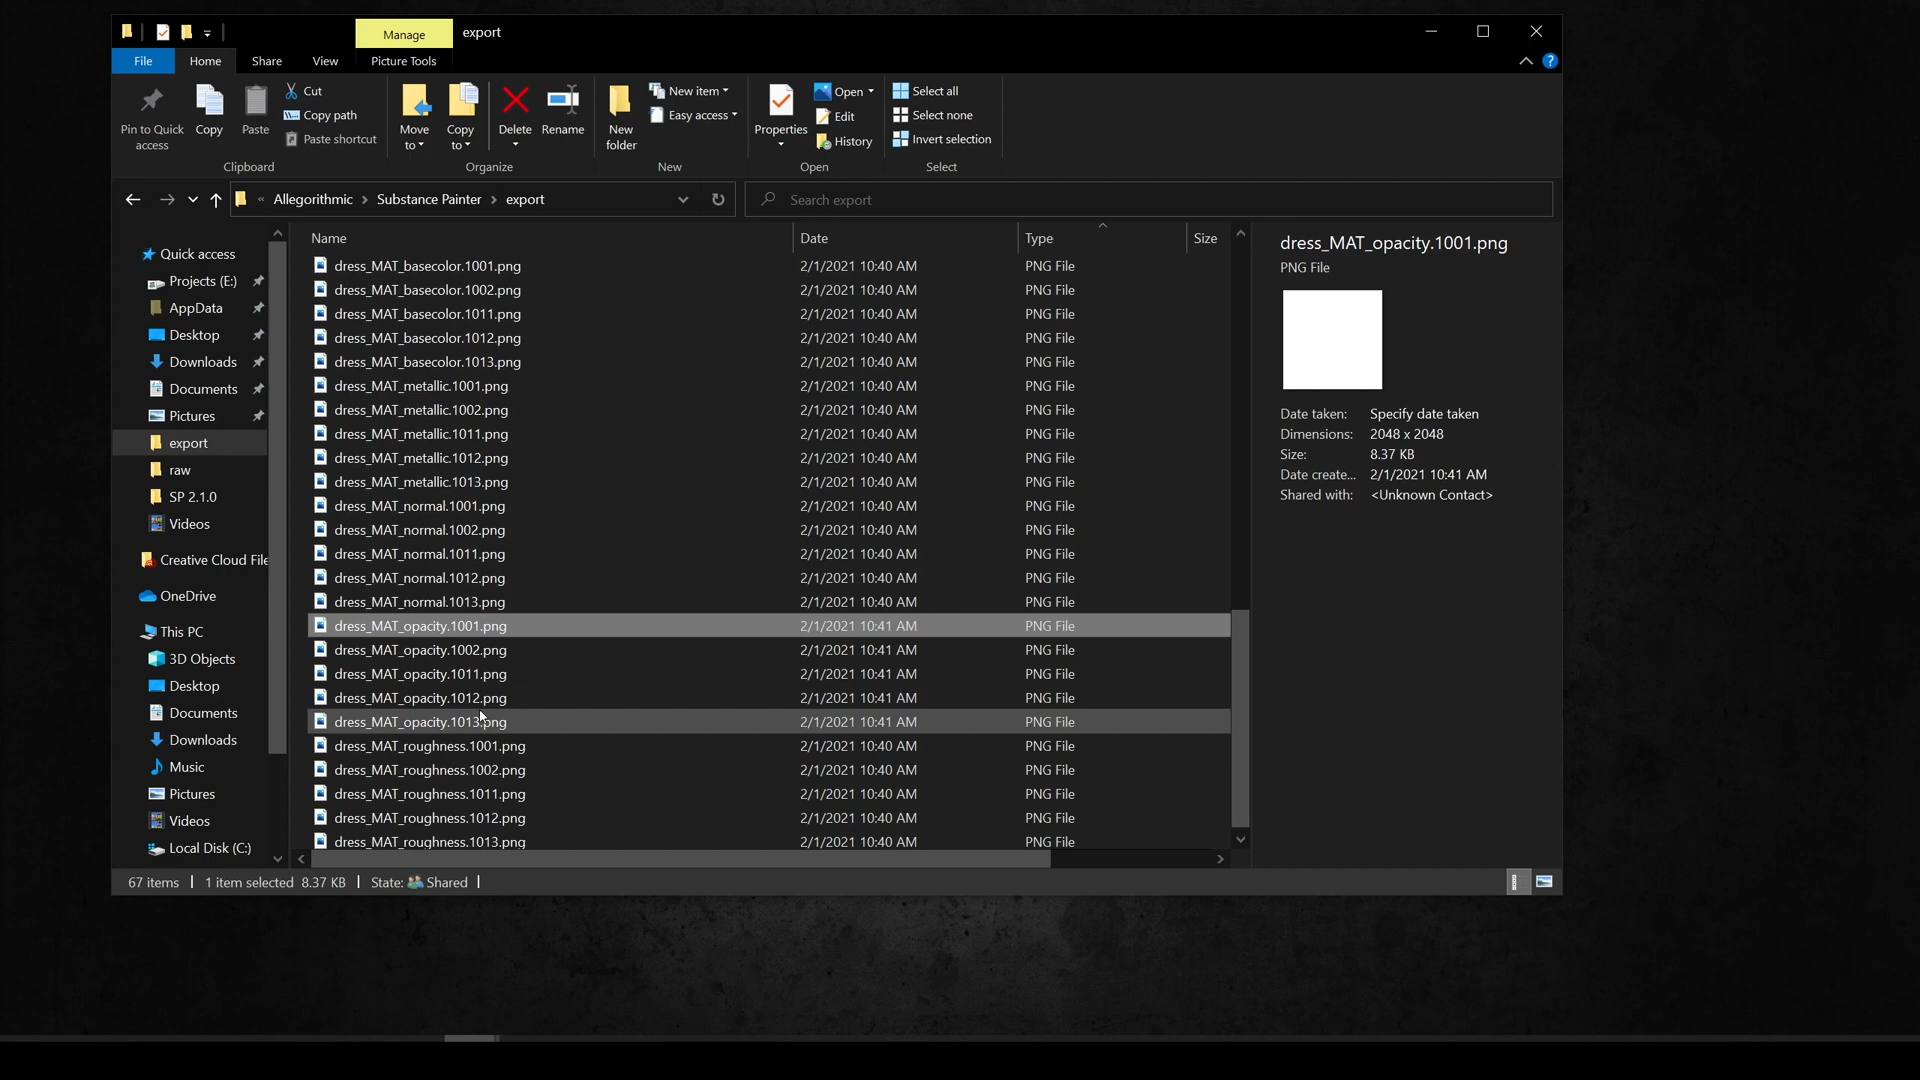 Manage
export
File
Home
Share
View
Picture Tools
Pin to Quick access
Copy
Paste
Cut
Copy path
Paste shortcut
Clipboard
Move to
Copy to
Delete
Rename
Organize
New folder
New item
Easy access
New
Properties
Open
Edit
History
Open
Select all
Select none
Invert selection
Select
« Allegorithmic > Substance Painter > export
Search export
Quick access
Projects (E:)
AppData
Desktop
Downloads
Documents
Pictures
export
raw
SP 2.1.0
Videos
Creative Cloud File
OneDrive
This PC
3D Objects
Desktop
Documents
Downloads
Music
Pictures
Videos
Local Disk (C:)
Name Date Type Size
dress_MAT_basecolor.1001.png 2/1/2021 10:40 AM PNG File
dress_MAT_basecolor.1002.png 2/1/2021 10:40 AM PNG File
dress_MAT_basecolor.1011.png 2/1/2021 10:40 AM PNG File
dress_MAT_basecolor.1012.png 2/1/2021 10:40 AM PNG File
dress_MAT_basecolor.1013.png 2/1/2021 10:40 AM PNG File
dress_MAT_metallic.1001.png 2/1/2021 10:40 AM PNG File
dress_MAT_metallic.1002.png 2/1/2021 10:40 AM PNG File
dress_MAT_metallic.1011.png 2/1/2021 10:40 AM PNG File
dress_MAT_metallic.1012.png 2/1/2021 10:40 AM PNG File
dress_MAT_metallic.1013.png 2/1/2021 10:40 AM PNG File
dress_MAT_normal.1001.png 2/1/2021 10:40 AM PNG File
dress_MAT_normal.1002.png 2/1/2021 10:40 AM PNG File
dress_MAT_normal.1011.png 2/1/2021 10:40 AM PNG File
dress_MAT_normal.1012.png 2/1/2021 10:40 AM PNG File
dress_MAT_normal.1013.png 2/1/2021 10:40 AM PNG File
dress_MAT_opacity.1001.png 2/1/2021 10:41 AM PNG File
dress_MAT_opacity.1002.png 2/1/2021 10:41 AM PNG File
dress_MAT_opacity.1011.png 2/1/2021 10:41 AM PNG File
dress_MAT_opacity.1012.png 2/1/2021 10:41 AM PNG File
dress_MAT_opacity.1013.png 2/1/2021 10:41 AM PNG File
dress_MAT_roughness.1001.png 2/1/2021 10:40 AM PNG File
dress_MAT_roughness.1002.png 2/1/2021 10:40 AM PNG File
dress_MAT_roughness.1011.png 2/1/2021 10:40 AM PNG File
dress_MAT_roughness.1012.png 2/1/2021 10:40 AM PNG File
dress_MAT_roughness.1013.png 2/1/2021 10:40 AM PNG File
dress_MAT_opacity.1001.png
PNG File
Date taken: Specify date taken
Dimensions: 2048 x 2048
Size: 8.37 KB
Date create... 2/1/2021 10:41 AM
Shared with: <Unknown Contact>
67 items 1 item selected 8.37 KB State: Shared